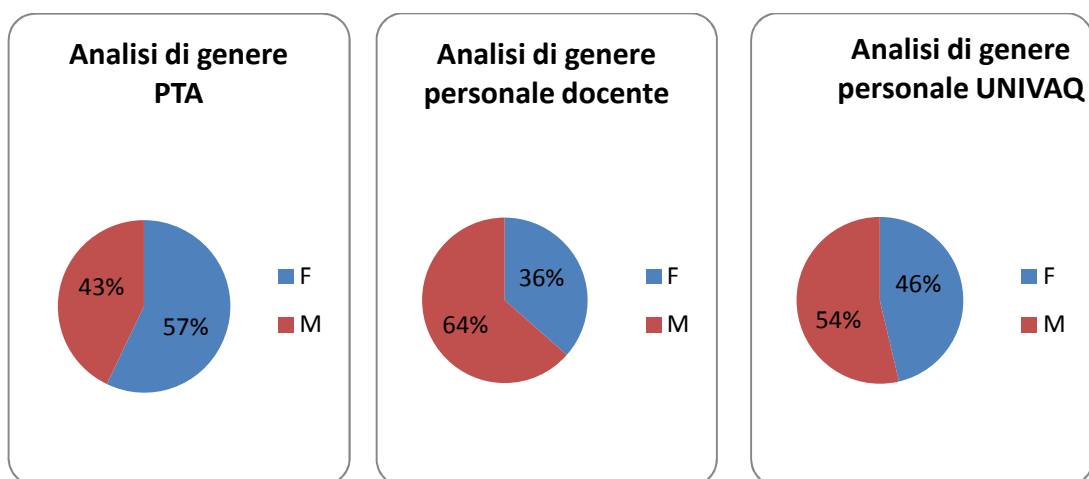 Analisi di genere
PTA
43%
57%
F
M
Analisi di genere
personale docente
36%
64%
F
M
Analisi di genere
personale UNIVAQ
46%
54%
F
M